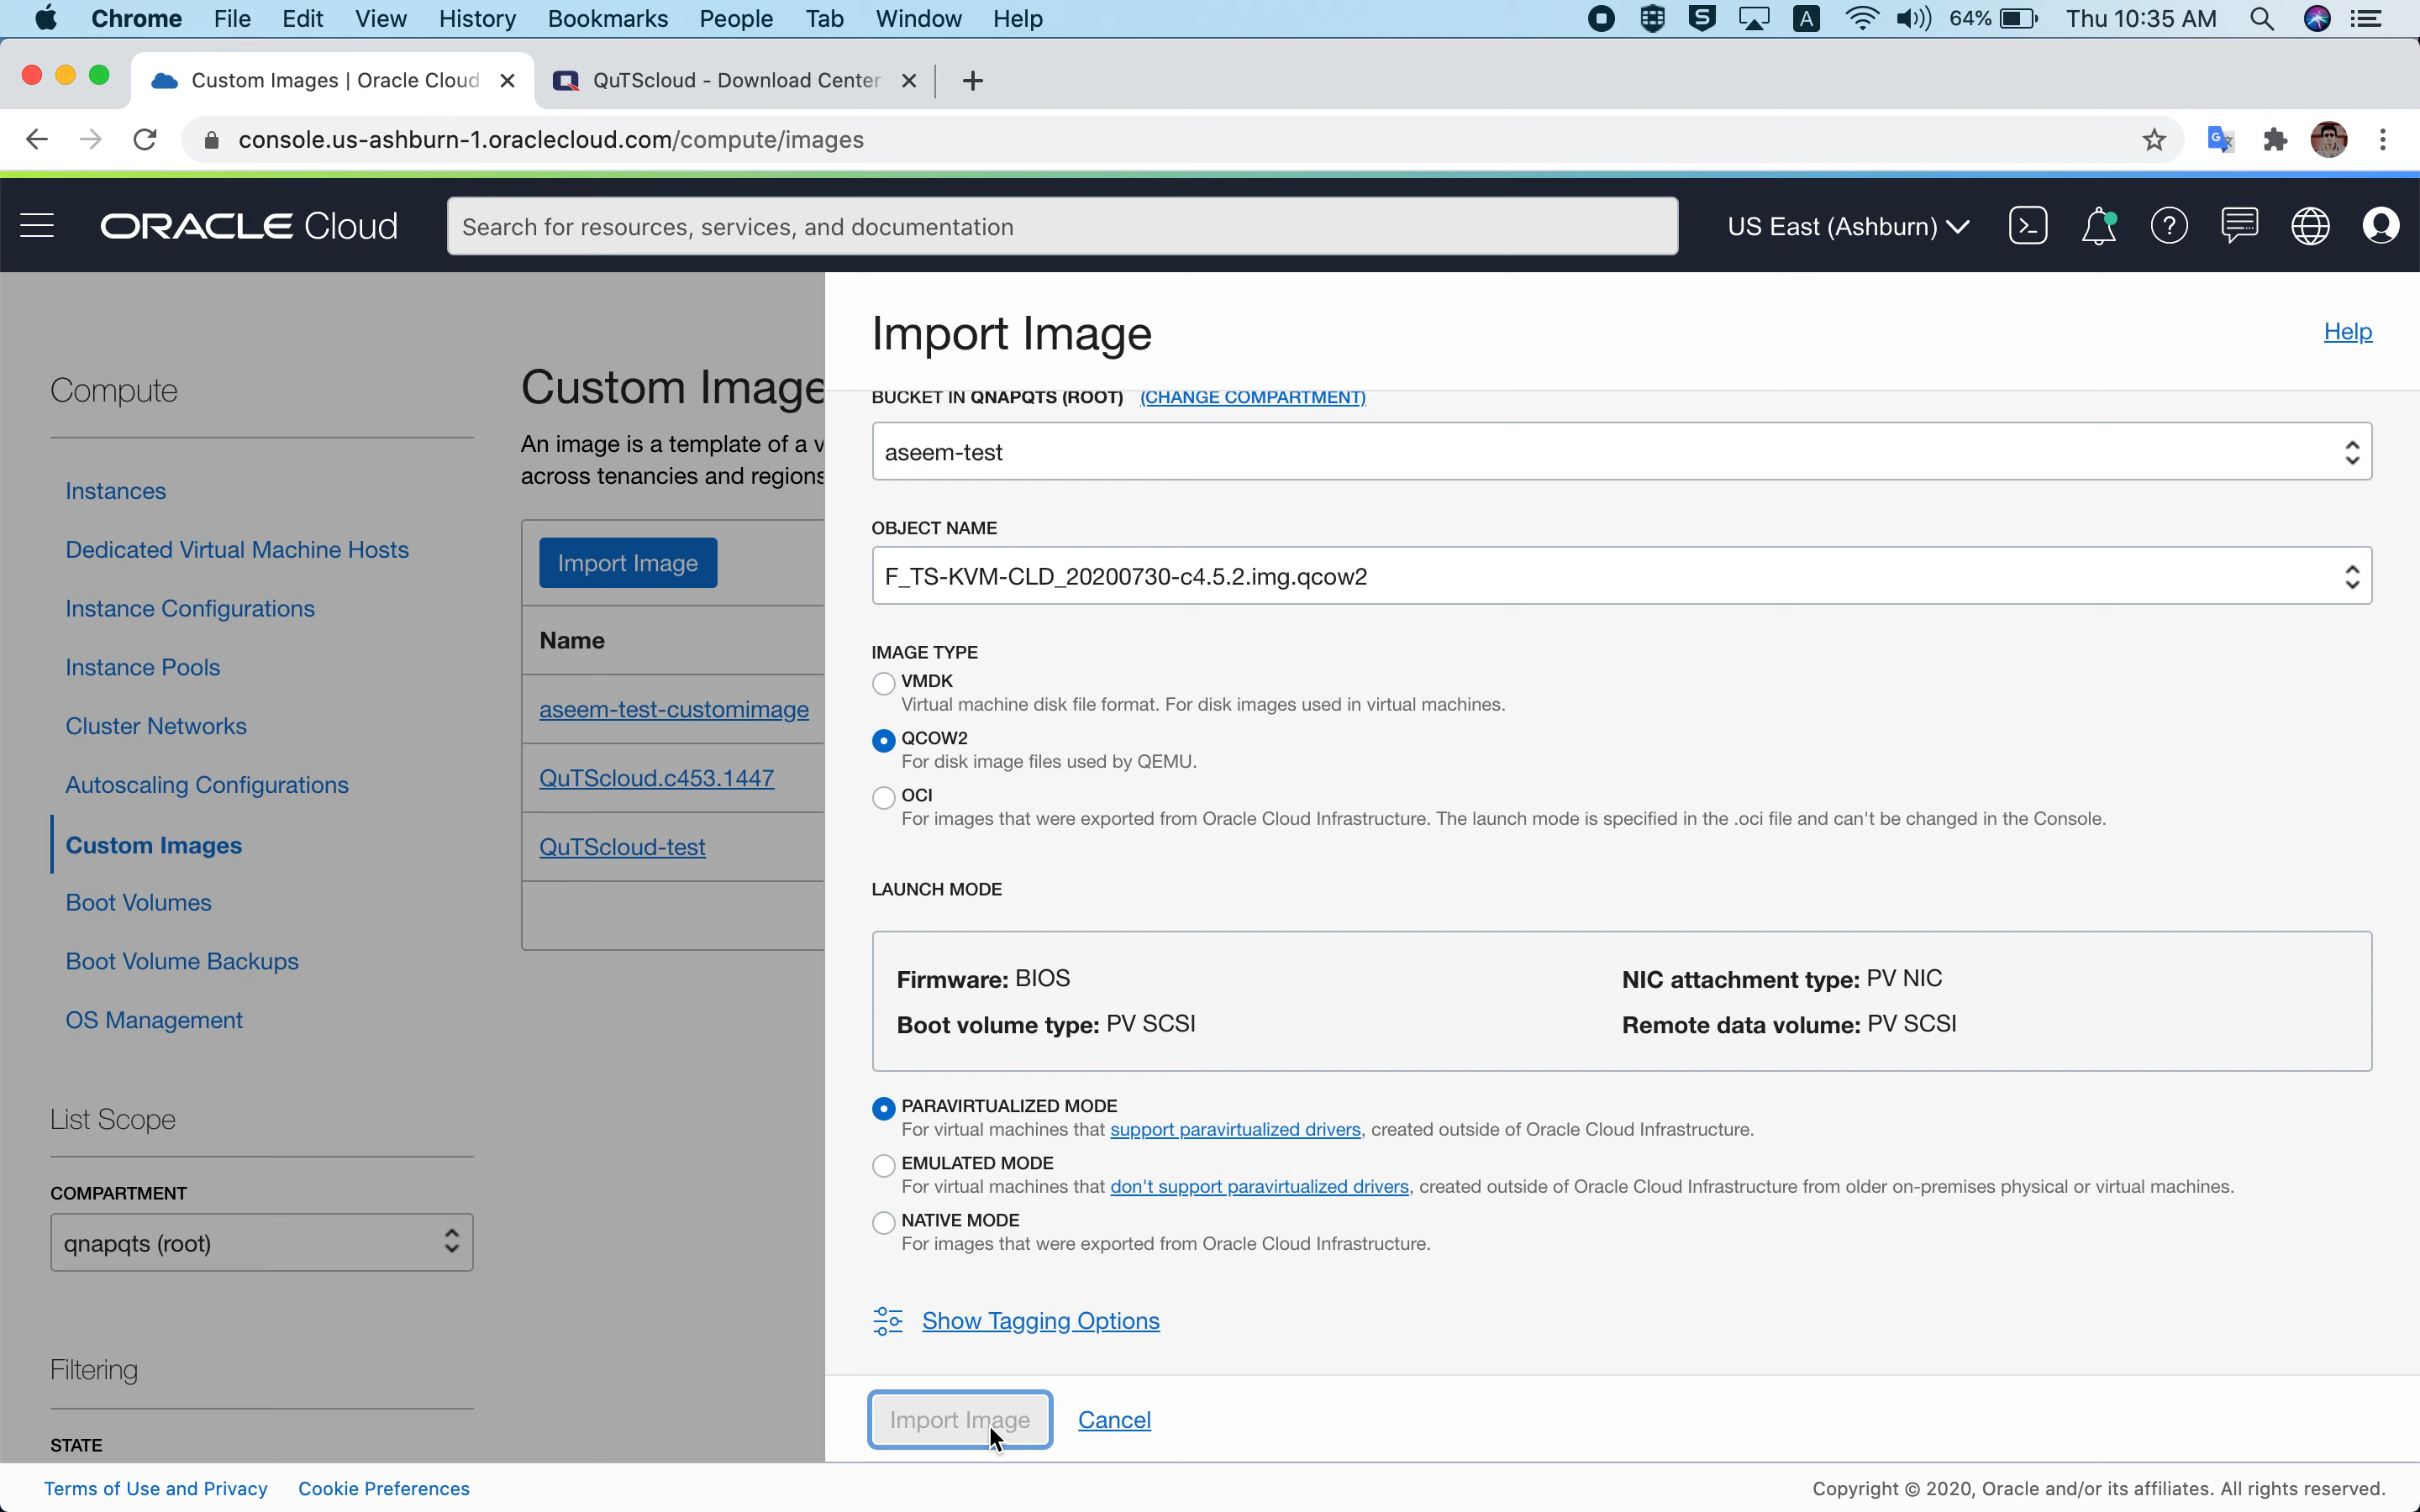 Chrome File Edit View History Bookmarks People Tab Window Help
64% Thu 10:35 AM
Custom Images | Oracle Cloud
QuTScloud - Download Center
console.us-ashburn-1.oraclecloud.com/compute/images
ORACLE Cloud
Search for resources, services, and documentation
US East (Ashburn)
Compute
Instances
Dedicated Virtual Machine Hosts
Instance Configurations
Instance Pools
Cluster Networks
Autoscaling Configurations
Custom Images
Boot Volumes
Boot Volume Backups
OS Management
List Scope
COMPARTMENT
qnapqts (root)
Filtering
STATE
Custom Image
An image is a template of a v
across tenancies and regions
Import Image
Name
aseem-test-customimage
QuTScloud.c453.1447
QuTScloud-test
Import Image
Help
BUCKET IN QNAPQTS (ROOT) (CHANGE COMPARTMENT)
aseem-test
OBJECT NAME
F_TS-KVM-CLD_20200730-c4.5.2.img.qcow2
IMAGE TYPE
VMDK
Virtual machine disk file format. For disk images used in virtual machines.
QCOW2
For disk image files used by QEMU.
OCI
For images that were exported from Oracle Cloud Infrastructure. The launch mode is specified in the .oci file and can't be changed in the Console.
LAUNCH MODE
Firmware: BIOS
NIC attachment type: PV NIC
Boot volume type: PV SCSI
Remote data volume: PV SCSI
PARAVIRTUALIZED MODE
For virtual machines that support paravirtualized drivers, created outside of Oracle Cloud Infrastructure.
EMULATED MODE
For virtual machines that don't support paravirtualized drivers, created outside of Oracle Cloud Infrastructure from older on-premises physical or virtual machines.
NATIVE MODE
For images that were exported from Oracle Cloud Infrastructure.
Show Tagging Options
Import Image
Cancel
Terms of Use and Privacy
Cookie Preferences
Copyright © 2020, Oracle and/or its affiliates. All rights reserved.